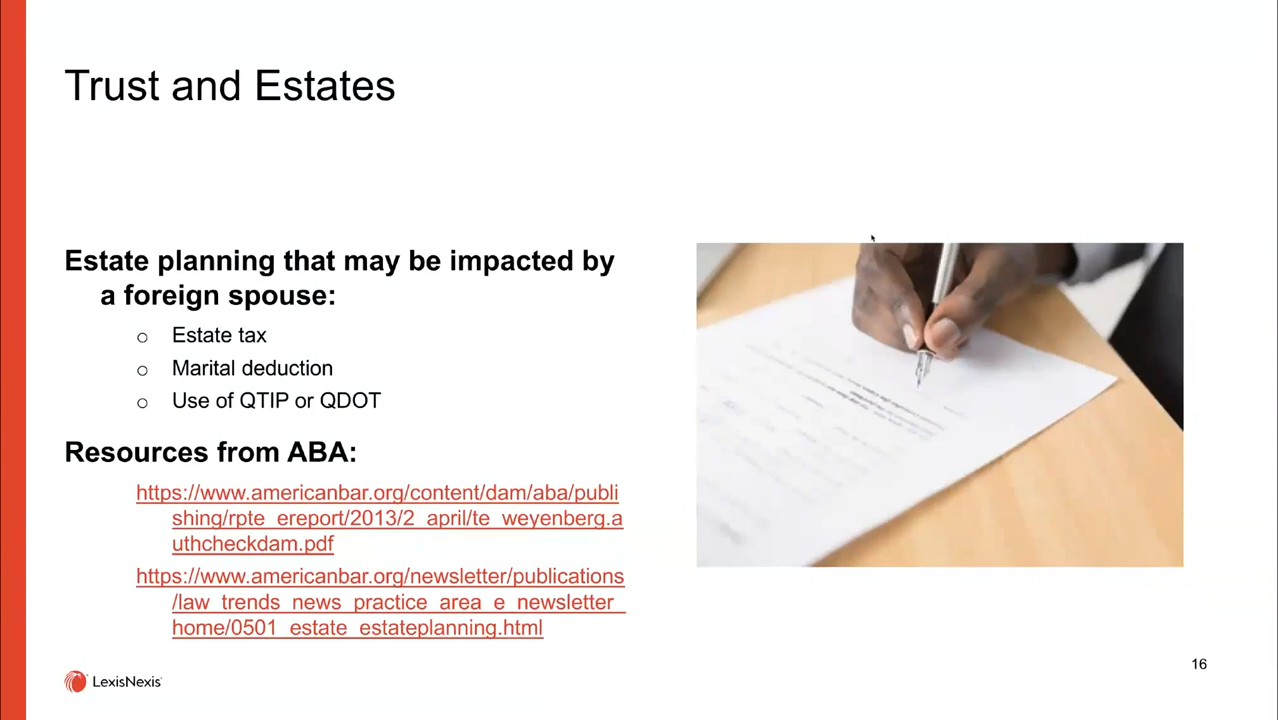 Trust and Estates
Estate planning that may be impacted by
a foreign spouse:
o Estate tax
o Marital deduction
o Use of QTIP or QDOT
Resources from ABA:
https://www.americanbar.org/content/dam/aba/publi
shing/rpte_ereport/2013/2_april/te_weyenberg.a
uthcheckdam.pdf
https://www.americanbar.org/newsletter/publications
/law_trends_news_practice_area_e_newsletter_
home/0501_estate_estateplanning.html
16
LexisNexis